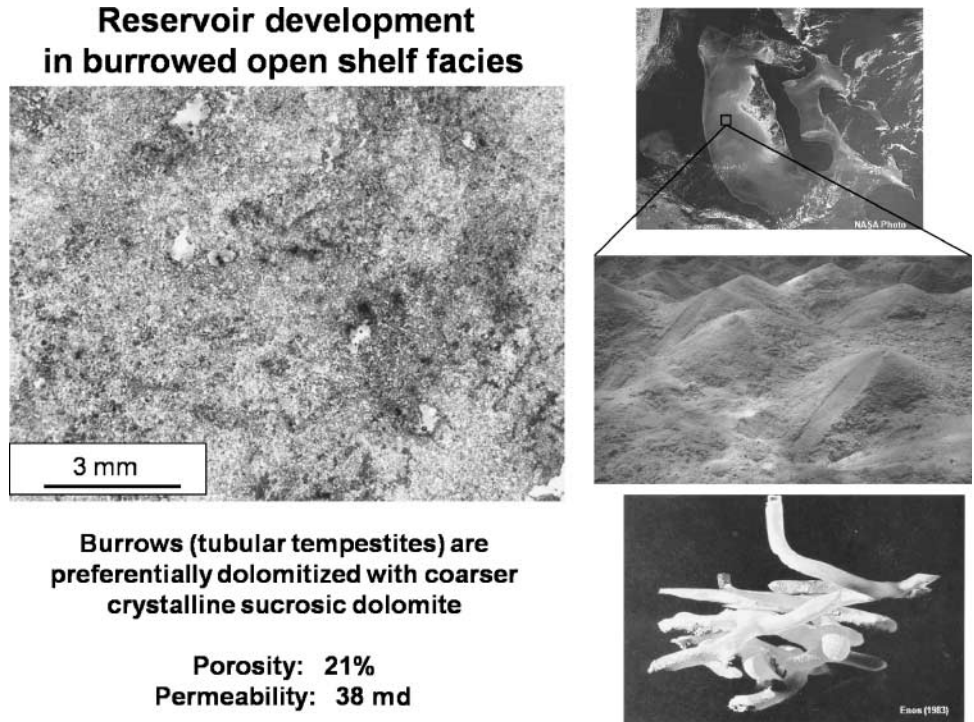 Reservoir development
in burrowed open shelf facies
3 mm
Burrows (tubular tempestites) are
preferentially dolomitized with coarser
crystalline sucrosic dolomite
Porosity: 21%
Permeability: 38 md
NASA Photo
Enos (1983)